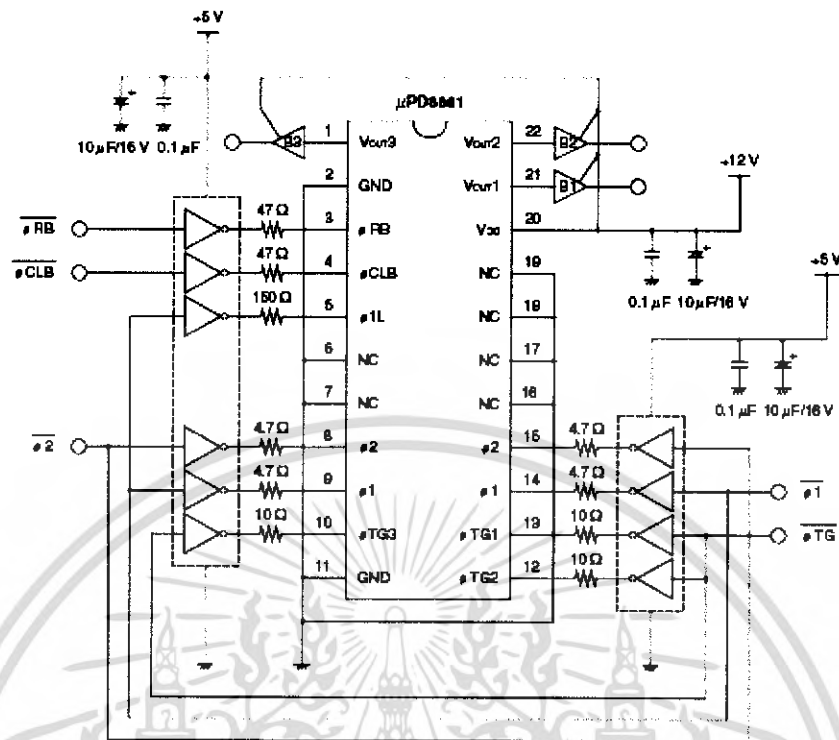 +5 V
μPD8861
10 μF/16 V 0.1 μF
1 VOUT3
B3
2 GND
φRB 47 Ω 3 φRB
φCLB 47 Ω 4 φCLB
150 Ω 5 φ1L
6 NC
7 NC
φ2 4.7 Ω 8 φ2
4.7 Ω 9 φ1
10 Ω 10 φTG3
11 GND
VOUT2 22 B2
VOUT1 21 B1
+12 V
20
NC 19
NC 18
NC 17
NC 16
0.1 μF 10 μF/16 V
+5 V
0.1 μF 10 μF/16 V
φ2 15 4.7 Ω
φ1 14 4.7 Ω φ1
φTG1 13 10 Ω φTG
φTG2 12 10 Ω